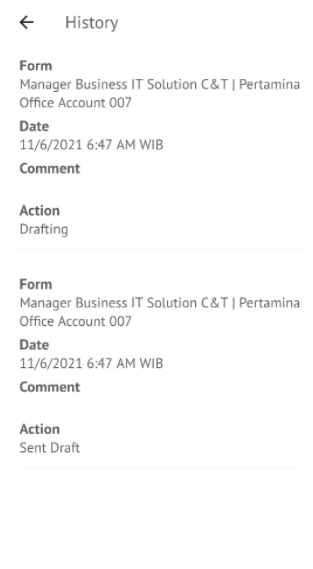 History
Form
Manager Business IT Solution C&T | Pertamina
Office Account 007
Date
11/6/2021 6:47 AM WIB
Comment
Action
Drafting
Form
Manager Business IT Solution C&T | Pertamina
Office Account 007
Date
11/6/2021 6:47 AM WIB
Comment
Action
Sent Draft